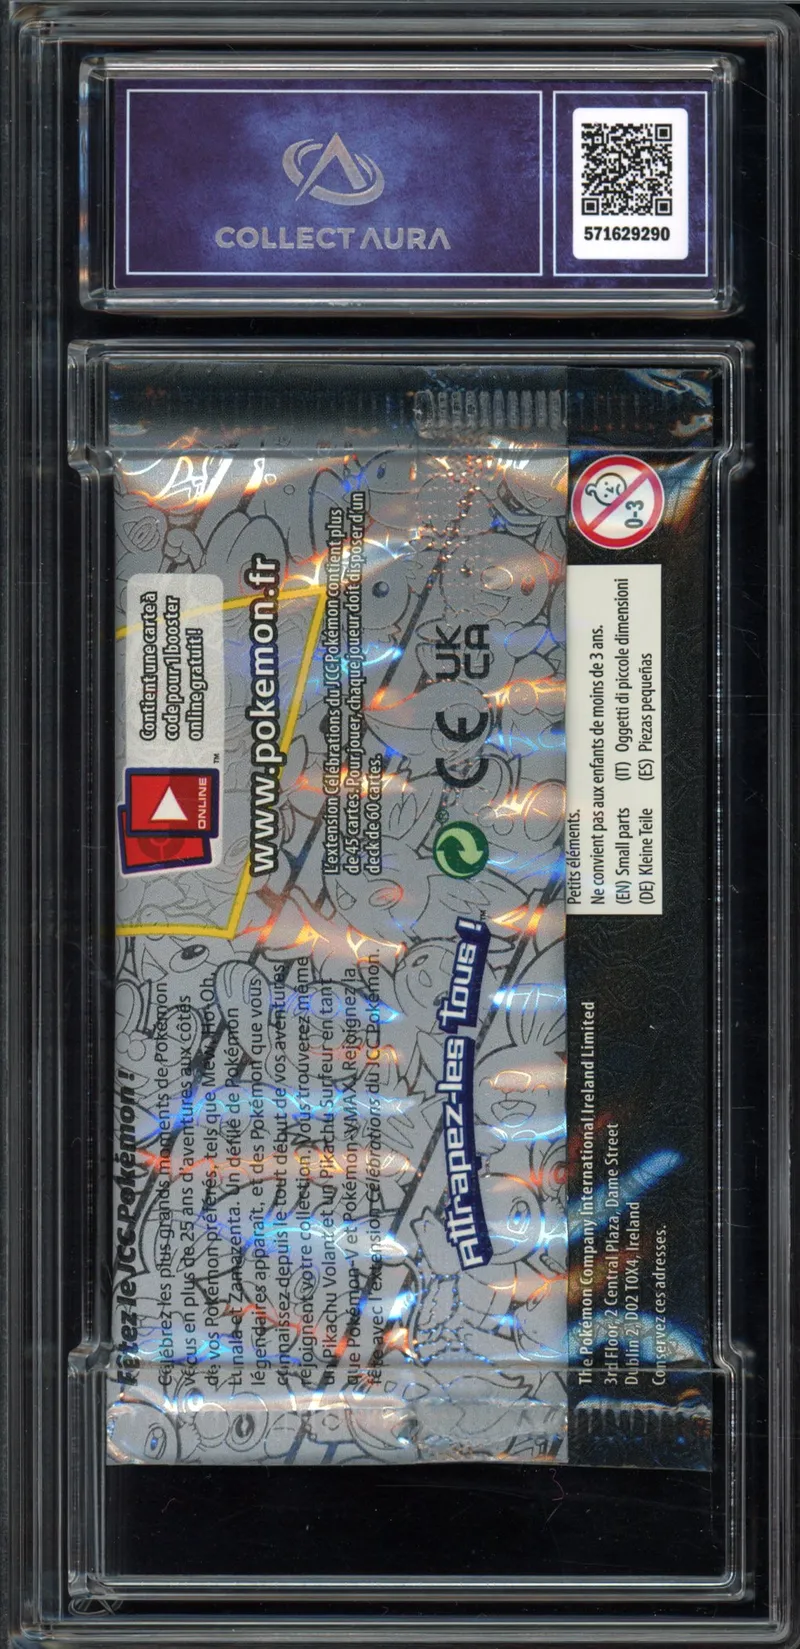 COLLECT AURA
571629290
Contient une carte à
code pour 1 booster
online gratuit !
ONLINE
TM
www.pokemon.fr
L'extension Célébrations du JCC Pokémon contient plus
de 45 cartes. Pour jouer, chaque joueur doit disposer d'un
deck de 60 cartes.
CE
UK
CA
0-3
Petits éléments.
Ne convient pas aux enfants de moins de 3 ans.
(EN) Small parts (IT) Oggetti di piccole dimensioni
(DE) Kleine Teile (ES) Piezas pequeñas
Fêtez le JCC Pokémon !
Célébrez les plus grands moments de Pokémon
vécus en plus de 25 ans d'aventures aux côtés
de vos Pokémon préférés, tels que Mew, Ho-Oh,
Lunala et Zamazenta. Un défilé de Pokémon
légendaires apparaît, et des Pokémon que vous
connaissez depuis le tout début de vos aventures
rejoignent votre collection. Vous trouverez même
un Pikachu Volant et un Pikachu Surfeur en tant
que Pokémon-V et Pokémon-VMAX ! Rejoignez la
fête avec l'extension Célébrations du JCC Pokémon.
Attrapez-les tous !™
The Pokémon Company International Ireland Limited
3rd Floor, 2 Central Plaza, Dame Street
Dublin 2, D02 T0X4, Ireland
Conservez ces adresses.